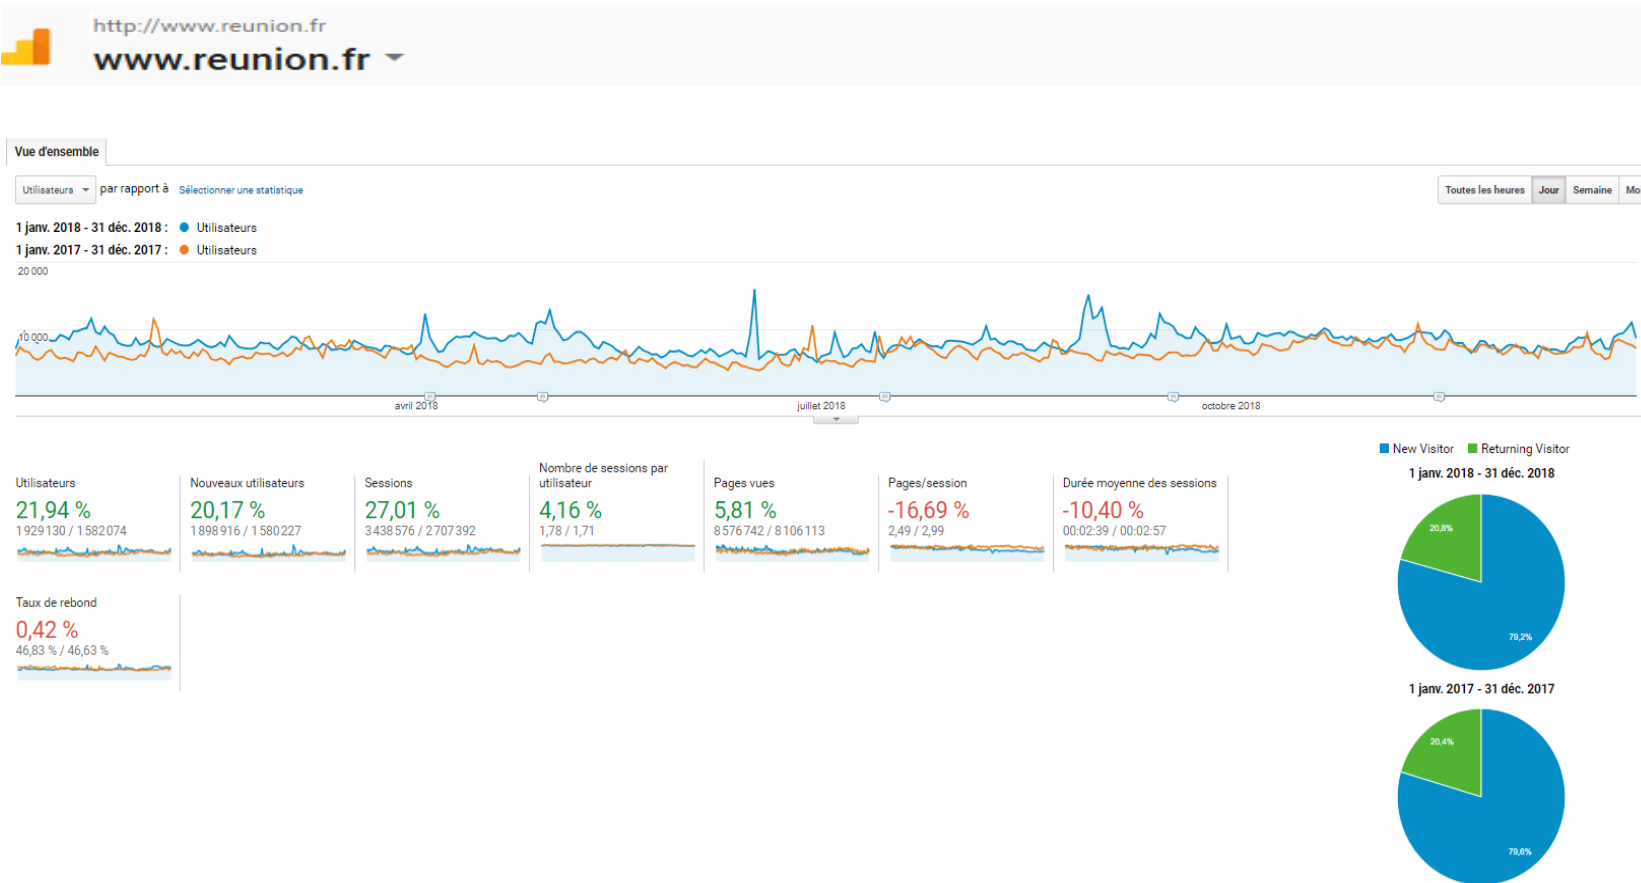 http://www.reunion.fr
www.reunion.fr
Vue d'ensemble
Utilisateurs par rapport à Sélectionner une statistique
Toutes les heures Jour Semaine Mo
1 janv. 2018 - 31 déc. 2018 : Utilisateurs
1 janv. 2017 - 31 déc. 2017 : Utilisateurs
20 000
10 000
avril 2018 juillet 2018 octobre 2018
New Visitor Returning Visitor
1 janv. 2018 - 31 déc. 2018
20,8%
79,2%
1 janv. 2017 - 31 déc. 2017
20,4%
79,6%
Utilisateurs
21,94 %
1 929 130 / 1 582 074
Nouveaux utilisateurs
20,17 %
1 898 916 / 1 580 227
Sessions
27,01 %
3 438 576 / 2 707 392
Nombre de sessions par
utilisateur
4,16 %
1,78 / 1,71
Pages vues
5,81 %
8 576 742 / 8 106 113
Pages/session
-16,69 %
2,49 / 2,99
Durée moyenne des sessions
-10,40 %
00:02:39 / 00:02:57
Taux de rebond
0,42 %
46,83 % / 46,63 %